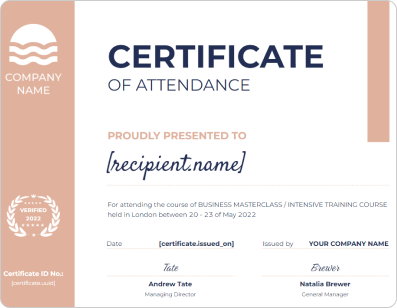 COMPANY
NAME
CERTIFICATE
OF ATTENDANCE
PROUDLY PRESENTED TO
[recipient.name]
For attending the course of BUSINESS MASTERCLASS / INTENSIVE TRAINING COURSE
held in London between 20 - 23 of May 2022
Date [certificate.issued_on] Issued by YOUR COMPANY NAME
Tate Brewer
Andrew Tate Natalia Brewer
Managing Director General Manager
VERIFIED
2022
Certificate ID No.:
[certificate.uuid]